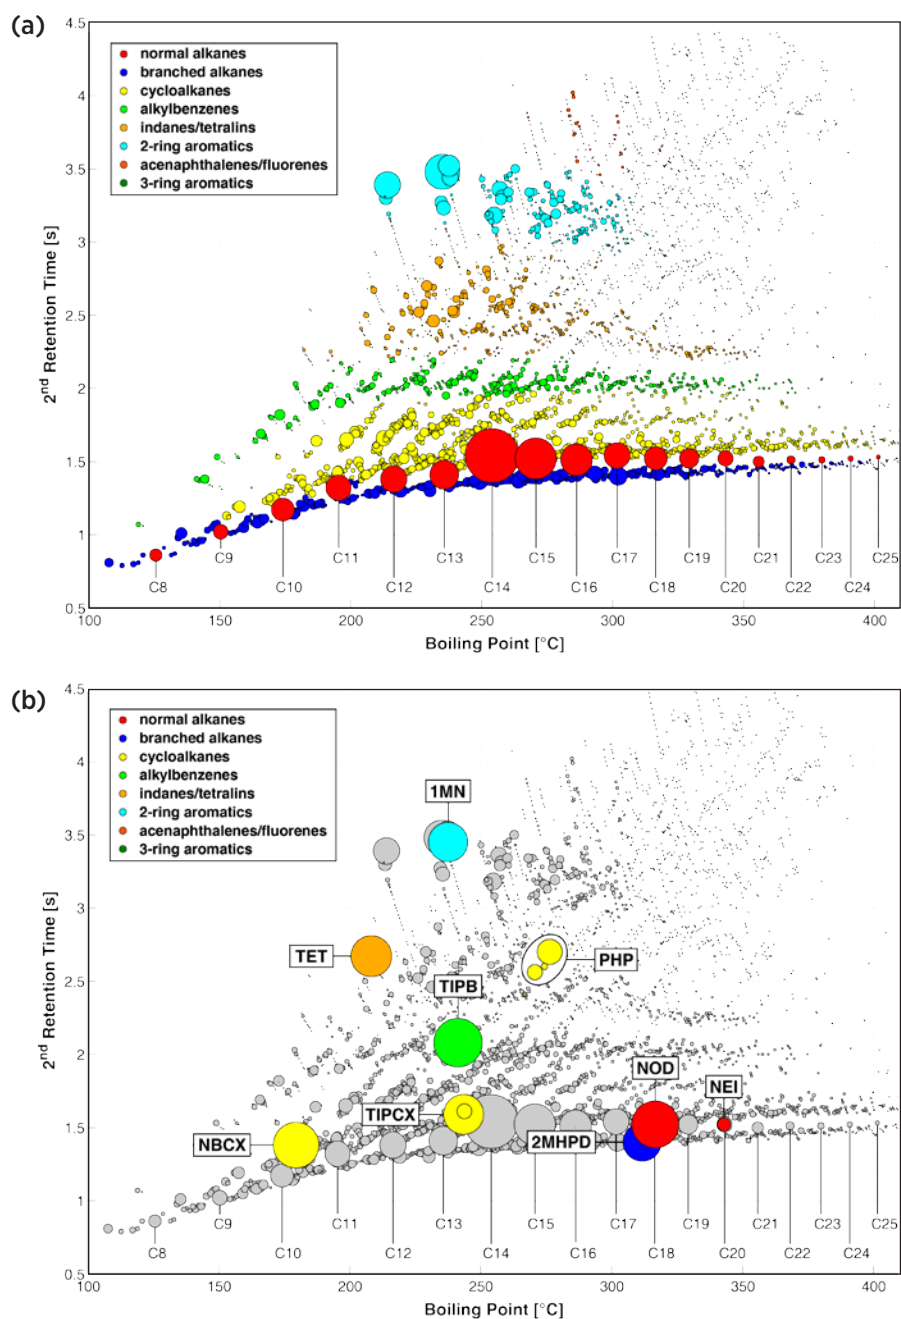 (a)
4.5
4
3.5
3
2.5
2
1.5
1
0.5
2nd Retention Time [s]
normal alkanes
branched alkanes
cycloalkanes
alkylbenzenes
indanes/tetralins
2-ring aromatics
acenaphthalenes/fluorenes
3-ring aromatics
C9 C11 C13 C15 C17 C19 C21 C23 C25
C8 C10 C12 C14 C16 C18 C20 C22 C24
100 150 200 250 300 350 400
Boiling Point [°C]
(b)
4.5
4
3.5
3
2.5
2
1.5
1
0.5
2nd Retention Time [s]
normal alkanes
branched alkanes
cycloalkanes
alkylbenzenes
indanes/tetralins
2-ring aromatics
acenaphthalenes/fluorenes
3-ring aromatics
1MN
TET
PHP
TIPB
NOD
NEI
TIPCX
NBCX
2MHPD
C9 C11 C13 C15 C17 C19 C21 C23 C25
C8 C10 C12 C14 C16 C18 C20 C22 C24
100 150 200 250 300 350 400
Boiling Point [°C]